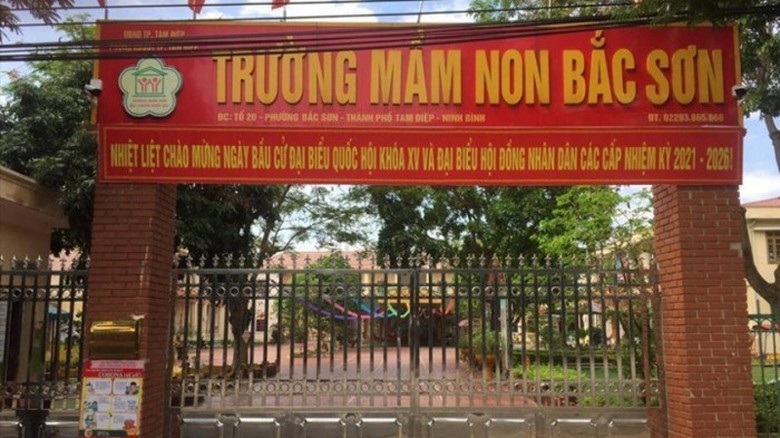 UBND TP. TAM ĐIỆP
TRƯỜNG MẦM NON BẮC SƠN
ĐC: TỔ 20 - PHƯỜNG BẮC SƠN - THÀNH PHỐ TAM ĐIỆP - NINH BÌNH
ĐT. 02293.865.866
NHIỆT LIỆT CHÀO MỪNG NGÀY BẦU CỬ ĐẠI BIỂU QUỐC HỘI KHÓA XV VÀ ĐẠI BIỂU HỘI ĐỒNG NHÂN DÂN CÁC CẤP NHIỆM KỲ 2021 - 2026!